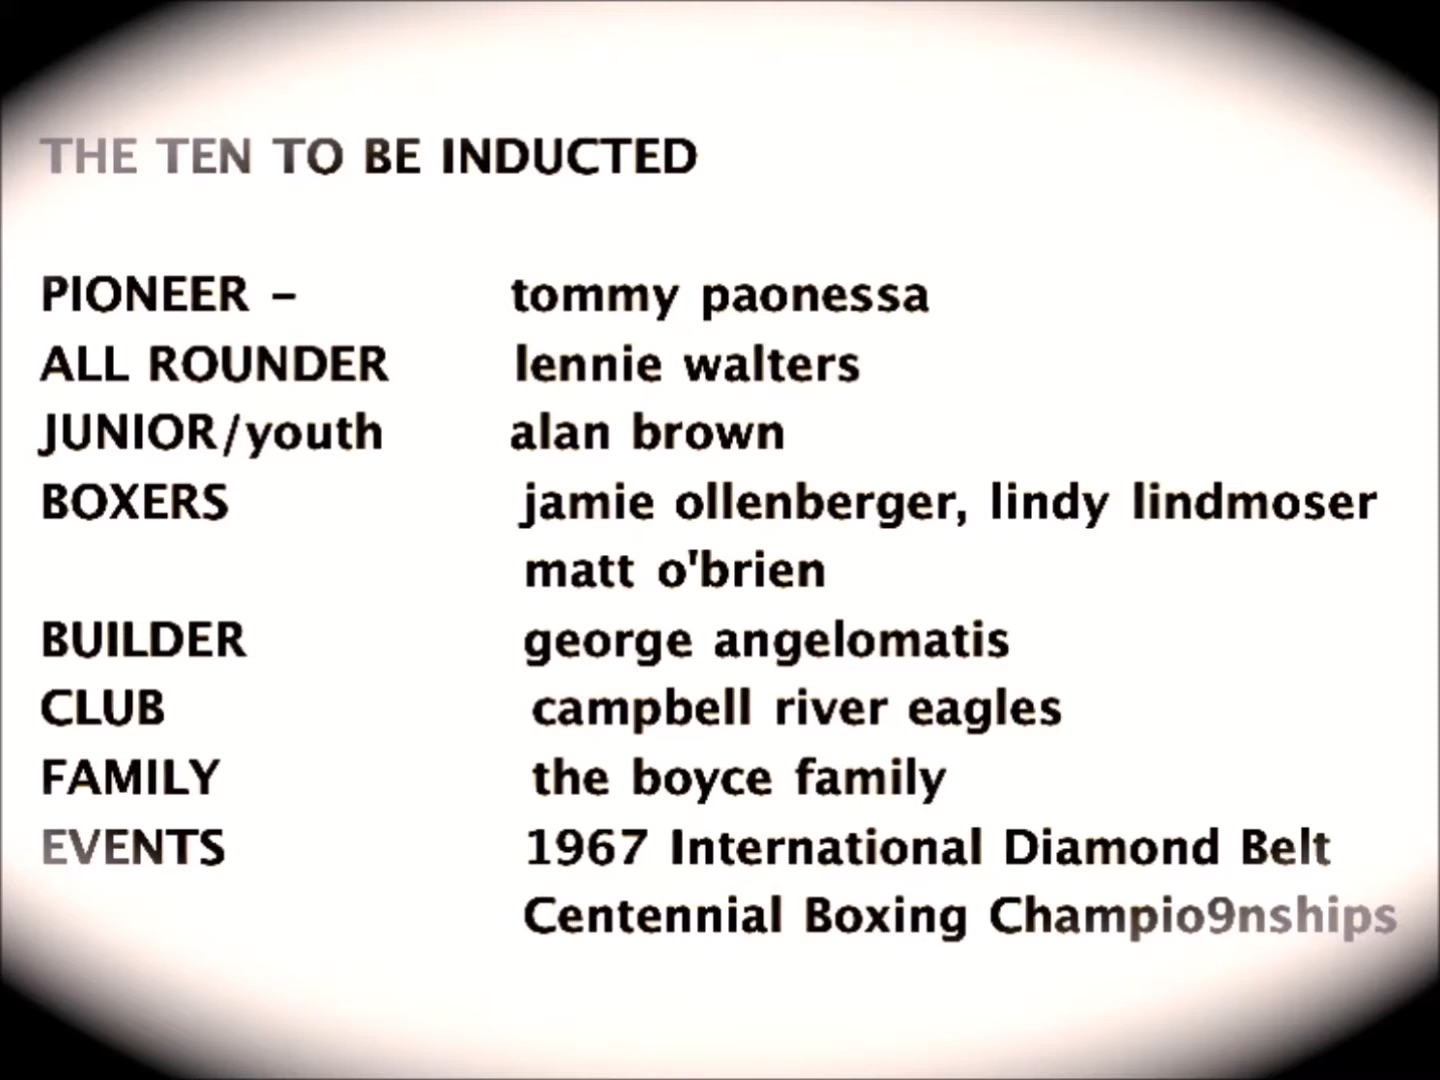 THE TEN TO BE INDUCTED
PIONEER – tommy paonessa
ALL ROUNDER lennie walters
JUNIOR/youth alan brown
BOXERS jamie ollenberger, lindy lindmoser
matt o'brien
BUILDER george angelomatis
CLUB campbell river eagles
FAMILY the boyce family
EVENTS 1967 International Diamond Belt
Centennial Boxing Champio9nships